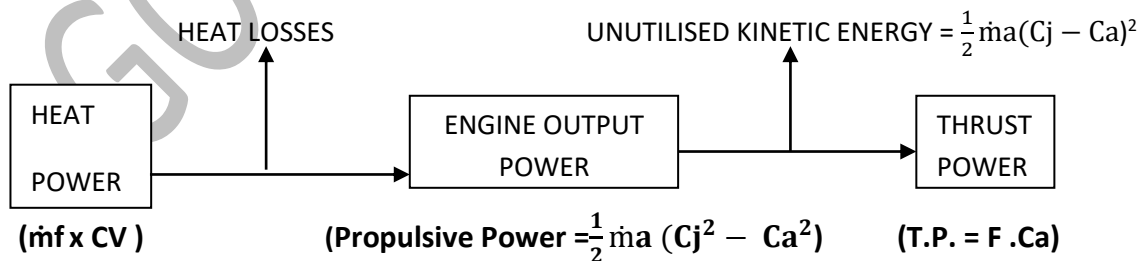 HEAT LOSSES
UNUTILISED KINETIC ENERGY = 1/2 ṁa(Cj − Ca)²
HEAT
POWER
ENGINE OUTPUT
POWER
THRUST
POWER
(ṁf x CV )
(Propulsive Power =1/2 ṁa (Cj² − Ca²)
(T.P. = F .Ca)